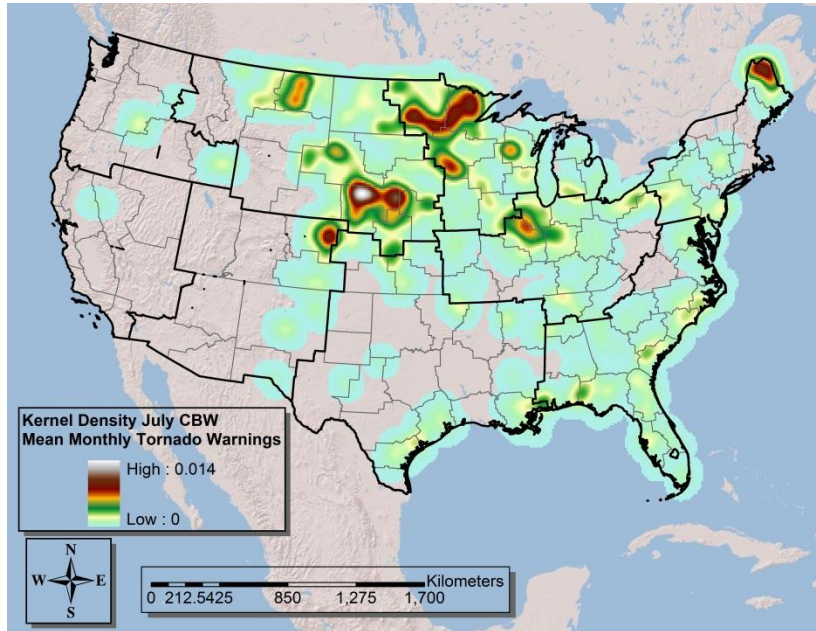 Kernel Density July CBW
Mean Monthly Tornado Warnings
High : 0.014
Low : 0
N
W E
S
Kilometers
0 212.5425 850 1,275 1,700